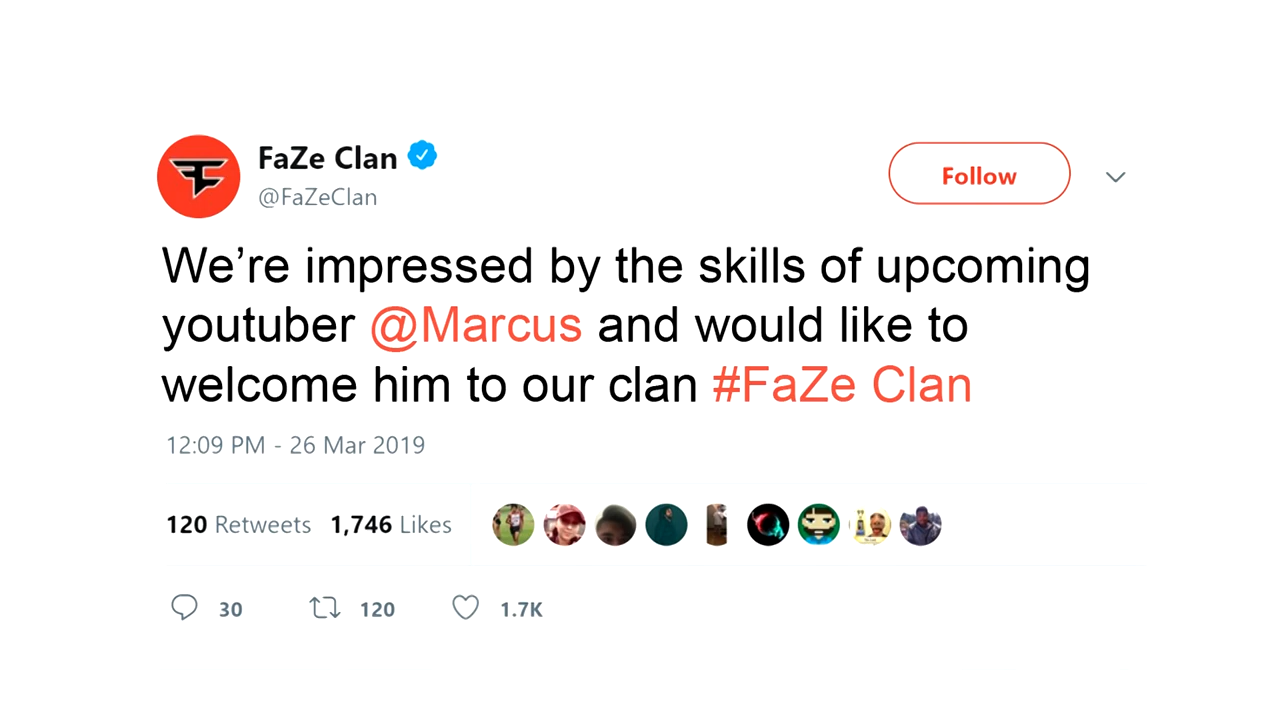 FaZe Clan
@FaZeClan
Follow
We’re impressed by the skills of upcoming
youtuber @Marcus and would like to
welcome him to our clan #FaZe Clan
12:09 PM - 26 Mar 2019
120 Retweets 1,746 Likes
30 120 1.7K